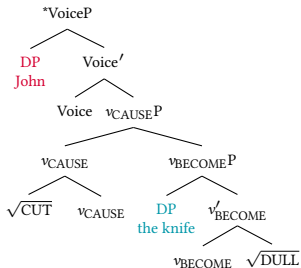 *VoiceP
DP Voice′
John
Voice vCAUSEP
vCAUSE vBECOMEP
√CUT vCAUSE DP v′BECOME
the knife
vBECOME √DULL